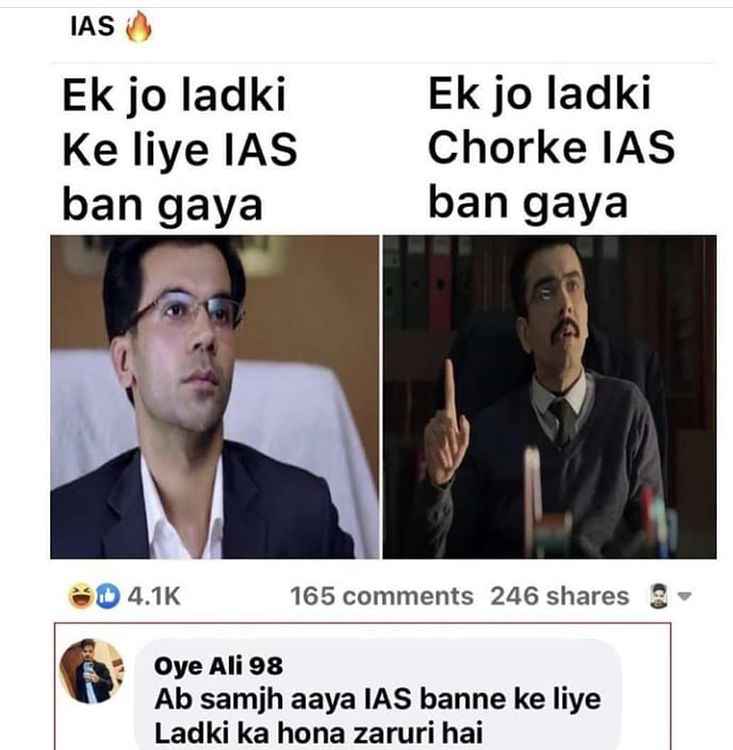 IAS 🔥
Ek jo ladki
Ke liye IAS
ban gaya
Ek jo ladki
Chorke IAS
ban gaya
4.1K 165 comments 246 shares
Oye Ali 98
Ab samjh aaya IAS banne ke liye
Ladki ka hona zaruri hai